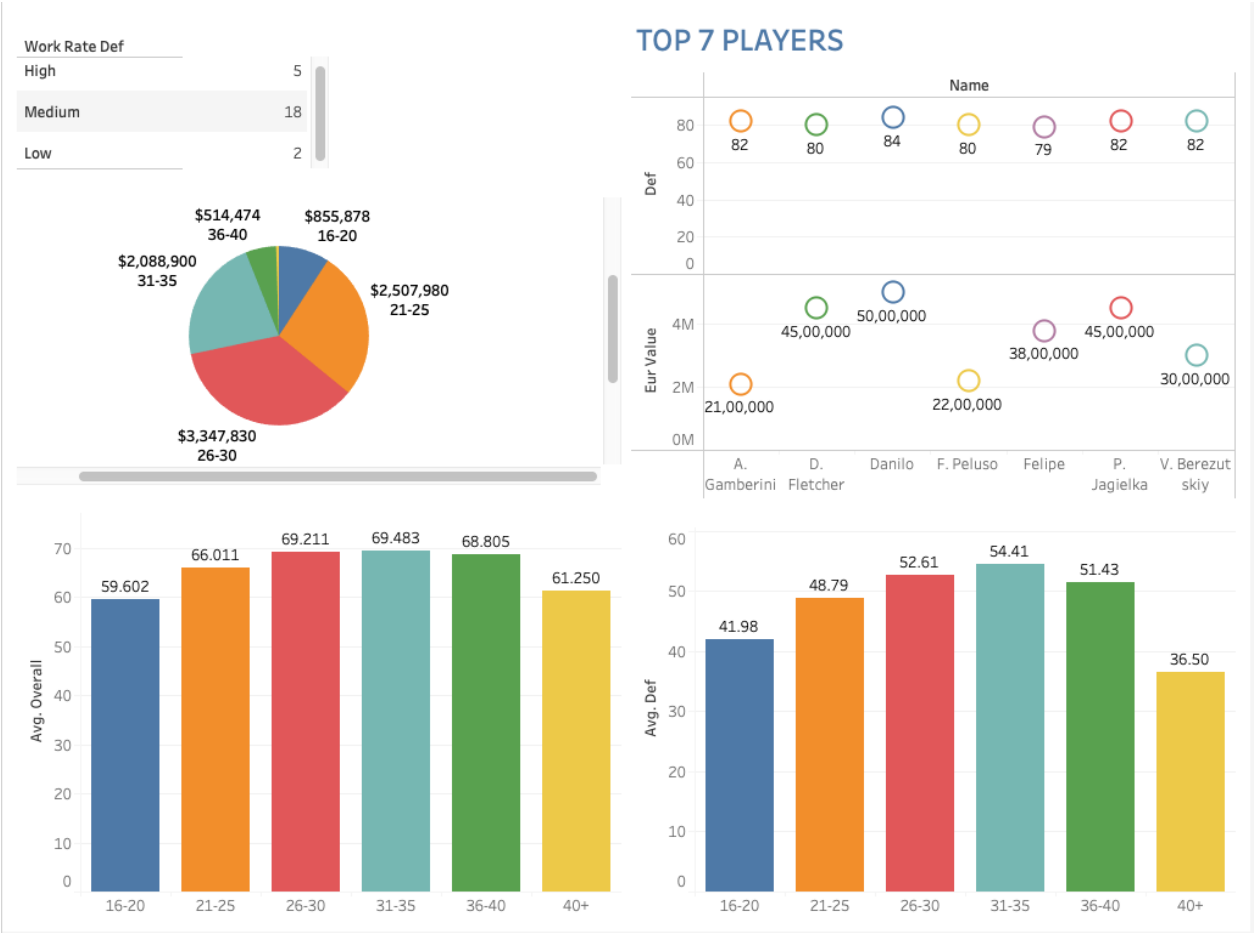 Work Rate Def
High 5
Medium 18
Low 2
$514,474
36-40
$855,878
16-20
$2,088,900
31-35
$2,507,980
21-25
$3,347,830
26-30
TOP 7 PLAYERS
Name
Def
80
60
40
20
0
82 80 84 80 79 82 82
Eur Value
4M
2M
0M
21,00,000 45,00,000 50,00,000 22,00,000 38,00,000 45,00,000 30,00,000
A. D. Danilo F. Peluso Felipe P. V. Berezut
Gamberini Fletcher Jagielka skiy
Avg. Overall
70
60
50
40
30
20
10
0
59.602 66.011 69.211 69.483 68.805 61.250
16-20 21-25 26-30 31-35 36-40 40+
Avg. Def
60
50
40
30
20
10
0
41.98 48.79 52.61 54.41 51.43 36.50
16-20 21-25 26-30 31-35 36-40 40+